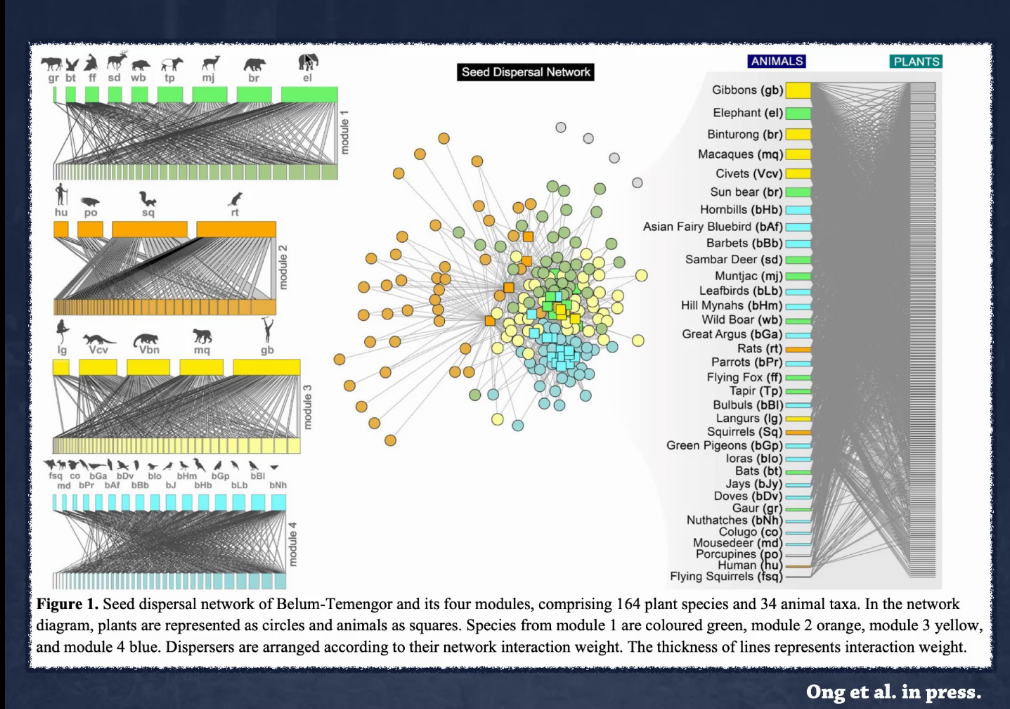 gr bt ff sd wb tp mj br el
module 1
hu po sq rt
module 2
lg Vcv Vbn mq gb
module 3
fsq co bGa bDv blo bHm bGp bBl
md bPr bAf bBb bJ bHb bLb bNh
module 4
Seed Dispersal Network
ANIMALS PLANTS
Gibbons (gb)
Elephant (el)
Binturong (br)
Macaques (mq)
Civets (Vcv)
Sun bear (br)
Hornbills (bHb)
Asian Fairy Bluebird (bAf)
Barbets (bBb)
Sambar Deer (sd)
Muntjac (mj)
Leafbirds (bLb)
Hill Mynahs (bHm)
Wild Boar (wb)
Great Argus (bGa)
Rats (rt)
Parrots (bPr)
Flying Fox (ff)
Tapir (Tp)
Bulbuls (bBl)
Langurs (lg)
Squirrels (Sq)
Green Pigeons (bGp)
Ioras (bIo)
Bats (bt)
Jays (bJy)
Doves (bDv)
Gaur (gr)
Nuthatches (bNh)
Colugo (co)
Mousedeer (md)
Porcupines (po)
Human (hu)
Flying Squirrels (fsq)
Figure 1. Seed dispersal network of Belum-Temengor and its four modules, comprising 164 plant species and 34 animal taxa. In the network
diagram, plants are represented as circles and animals as squares. Species from module 1 are coloured green, module 2 orange, module 3 yellow,
and module 4 blue. Dispersers are arranged according to their network interaction weight. The thickness of lines represents interaction weight.
Ong et al. in press.